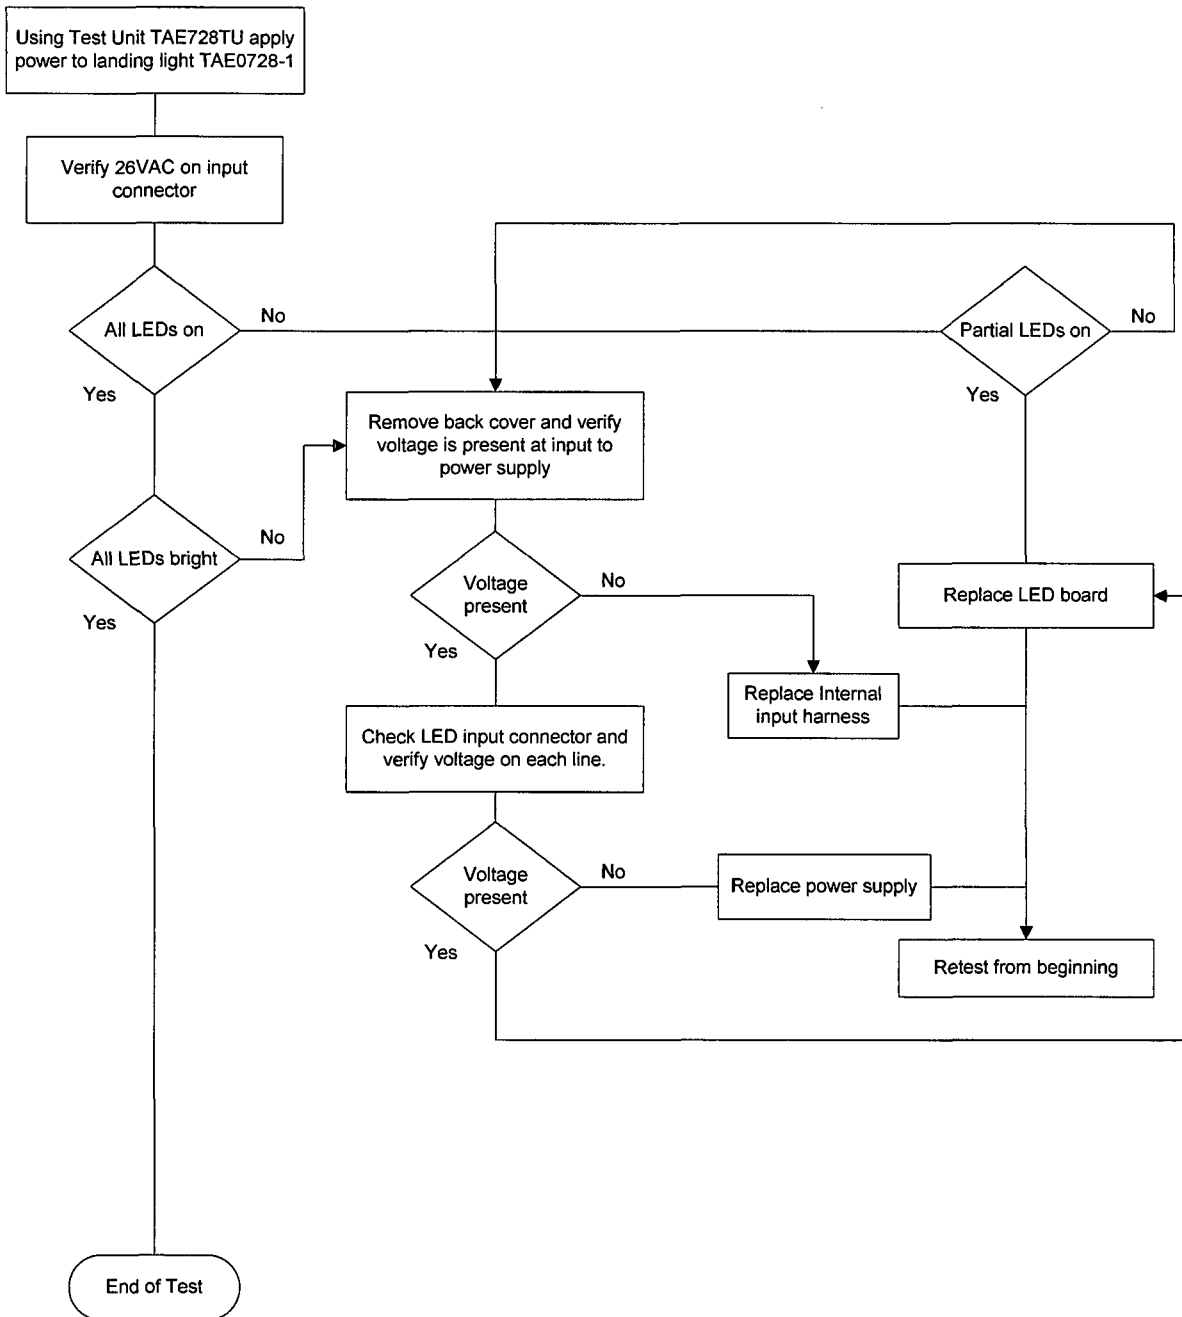 Using Test Unit TAE728TU apply
power to landing light TAE0728-1
Verify 26VAC on input
connector
All LEDs on
No
Yes
Partial LEDs on
No
Yes
Remove back cover and verify
voltage is present at input to
power supply
All LEDs bright
No
Yes
Voltage
present
No
Yes
Replace LED board
Replace Internal
input harness
Check LED input connector and
verify voltage on each line.
Voltage
present
No
Yes
Replace power supply
Retest from beginning
End of Test